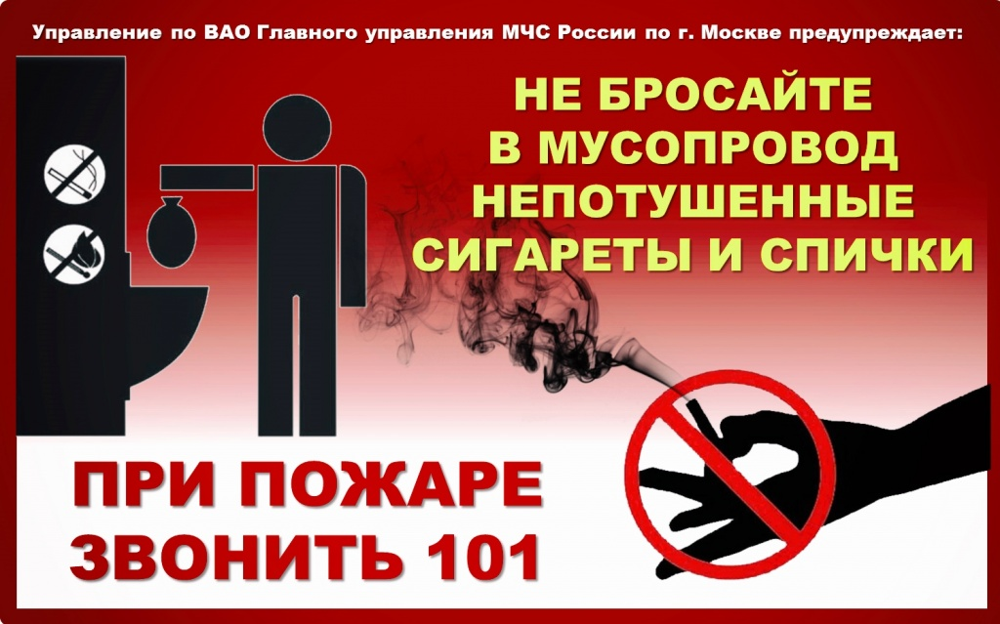 Управление по ВАО Главного управления МЧС России по г. Москве предупреждает:
НЕ БРОСАЙТЕ
В МУСОПРОВОД
НЕПОТУШЕННЫЕ
СИГАРЕТЫ И СПИЧКИ
ПРИ ПОЖАРЕ
ЗВОНИТЬ 101